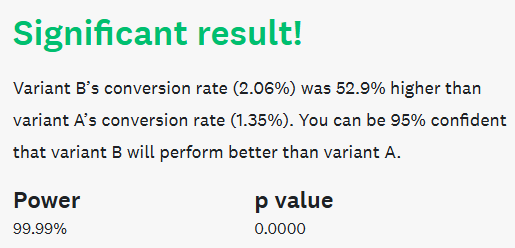 Significant result!
Variant B’s conversion rate (2.06%) was 52.9% higher than
variant A’s conversion rate (1.35%). You can be 95% confident
that variant B will perform better than variant A.
Power
p value
99.99%
0.0000